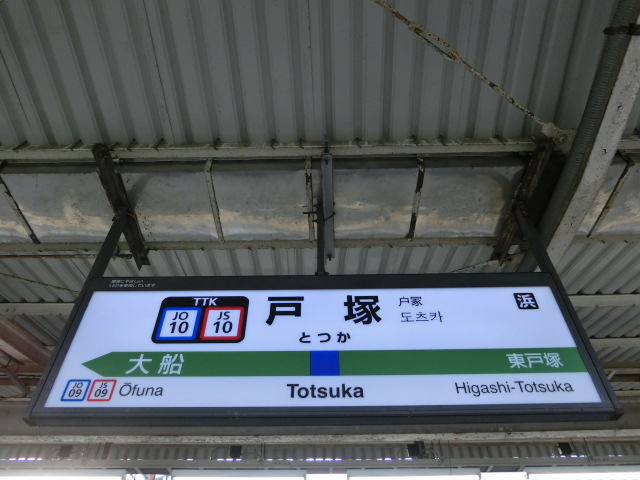 TTK
JO
10
JS
10
戸塚
とつか
户冢
도츠카
浜
大船
東戸塚
JO
09
JS
09
Ōfuna
Totsuka
Higashi-Totsuka